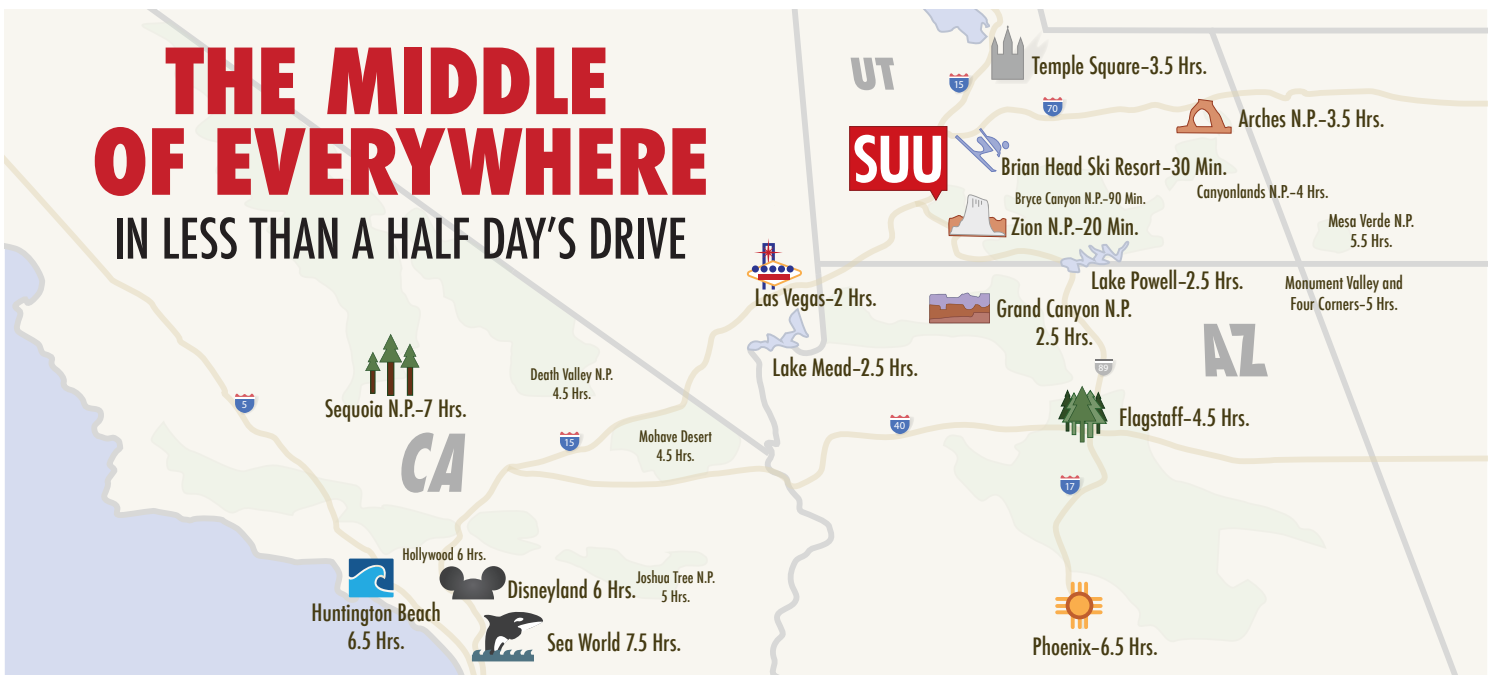 THE MIDDLE
OF EVERYWHERE
IN LESS THAN A HALF DAY'S DRIVE
UT
15
Temple Square–3.5 Hrs.
70
Arches N.P.–3.5 Hrs.
SUU
Brian Head Ski Resort–30 Min.
Bryce Canyon N.P.–90 Min.
Canyonlands N.P.–4 Hrs.
Zion N.P.–20 Min.
Mesa Verde N.P.
5.5 Hrs.
Las Vegas–2 Hrs.
Lake Powell–2.5 Hrs.
Monument Valley and
Four Corners–5 Hrs.
Grand Canyon N.P.
2.5 Hrs.
AZ
Lake Mead–2.5 Hrs.
89
Death Valley N.P.
4.5 Hrs.
Sequoia N.P.–7 Hrs.
5
Flagstaff–4.5 Hrs.
40
15
Mohave Desert
4.5 Hrs.
CA
17
Hollywood 6 Hrs.
Disneyland 6 Hrs.
Joshua Tree N.P.
5 Hrs.
Huntington Beach
6.5 Hrs.
Sea World 7.5 Hrs.
Phoenix–6.5 Hrs.